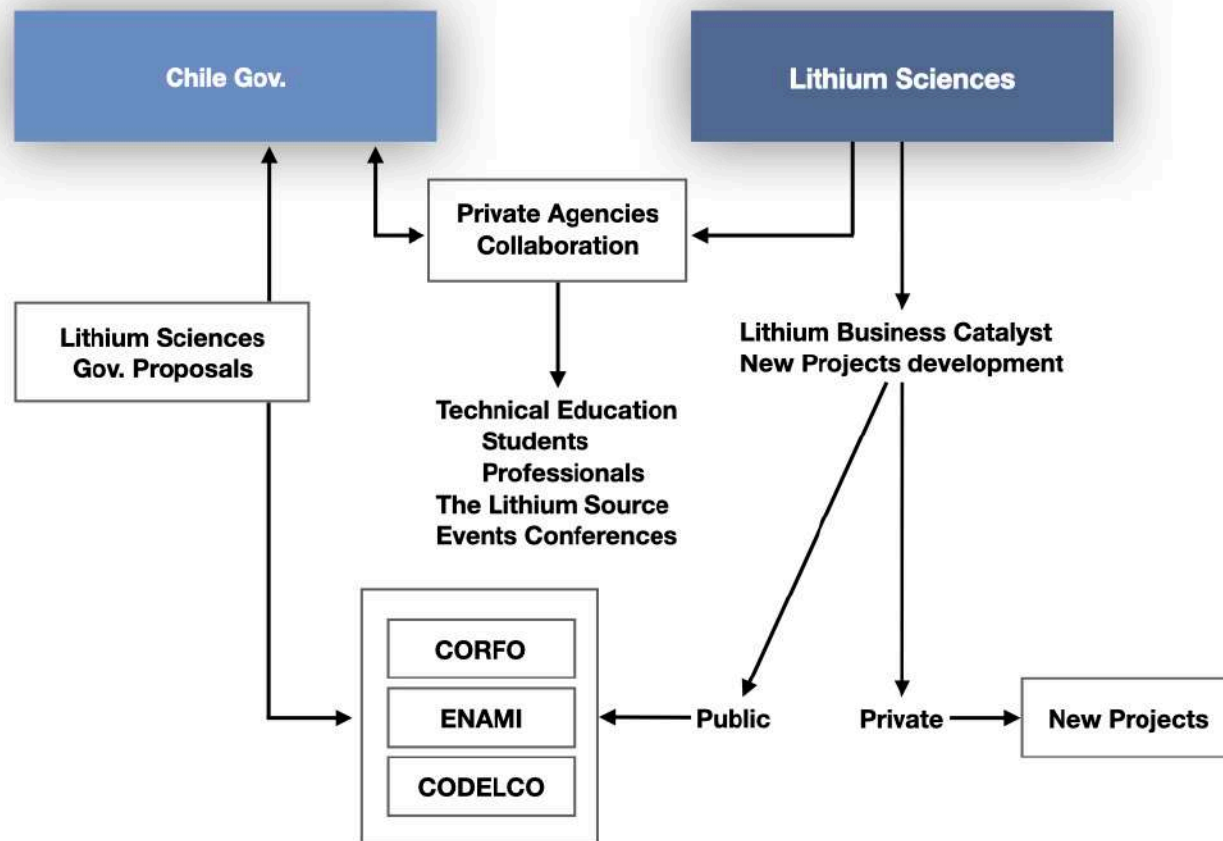 Chile Gov.
Lithium Sciences
Private Agencies
Collaboration
Lithium Sciences
Gov. Proposals
Lithium Business Catalyst
New Projects development
Technical Education
Students
Professionals
The Lithium Source
Events Conferences
CORFO
ENAMI
CODELCO
Public
Private
New Projects